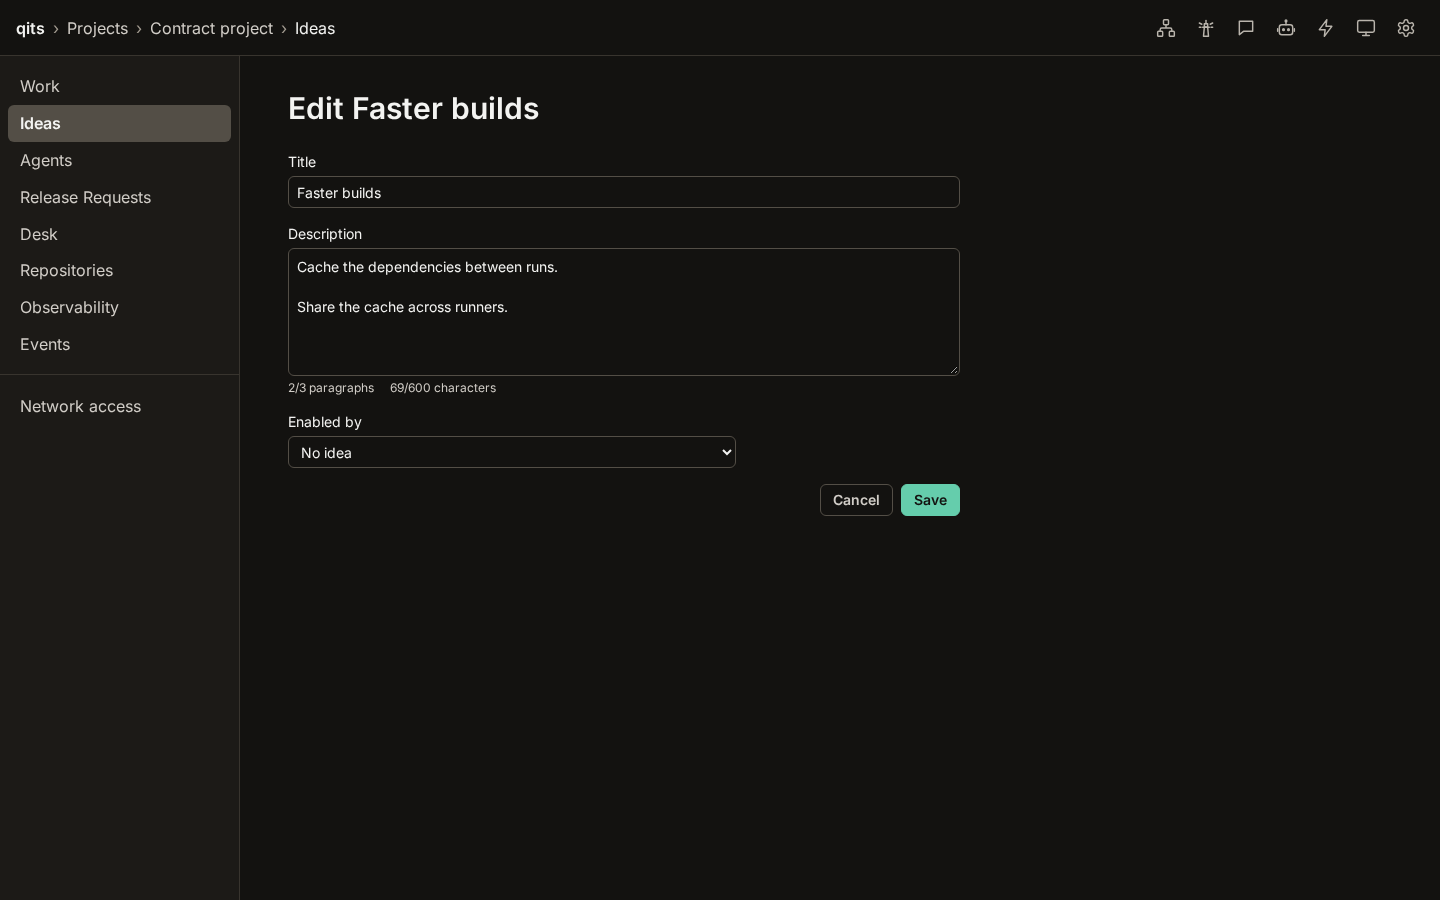 qits › Projects › Contract project › Ideas
Work
Ideas
Agents
Release Requests
Desk
Repositories
Observability
Events
Network access
Edit Faster builds
Title
Faster builds
Description
Cache the dependencies between runs.
Share the cache across runners.
2/3 paragraphs 69/600 characters
Enabled by
No idea
Cancel Save